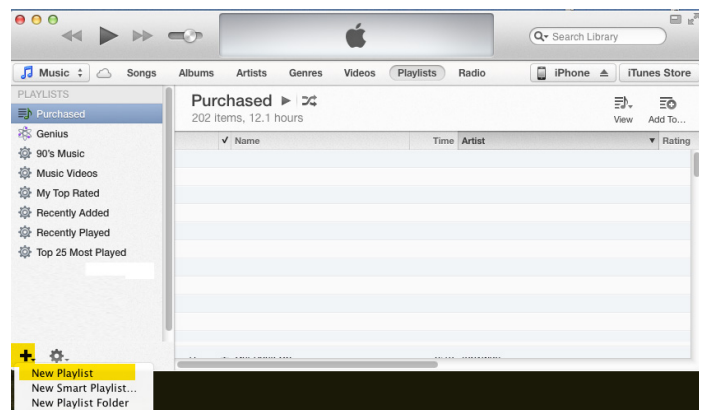 Search Library
Music Songs Albums Artists Genres Videos Playlists Radio iPhone iTunes Store
PLAYLISTS
Purchased
Genius
90's Music
Music Videos
My Top Rated
Recently Added
Recently Played
Top 25 Most Played
Purchased
202 items, 12.1 hours
View Add To...
✓ Name Time Artist ▼ Rating
New Playlist
New Smart Playlist...
New Playlist Folder